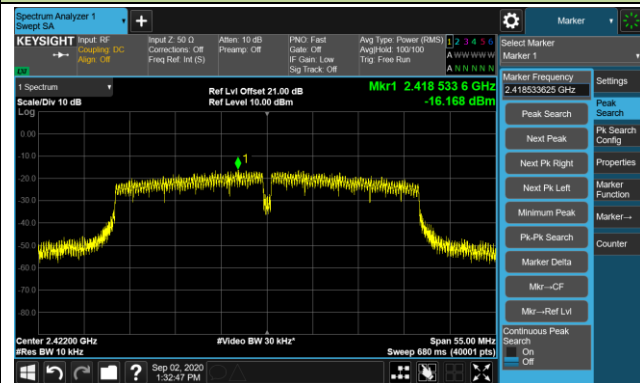 Spectrum Analyzer 1
Swept SA
+
Marker
KEYSIGHT
Input: RF
Coupling: DC
Align: Off
Input Z: 50 Ω
Corrections: Off
Freq Ref: Int (S)
Atten: 10 dB
Preamp: Off
PNO: Fast
Gate: Off
IF Gain: Low
Sig Track: Off
Avg Type: Power (RMS)
Avg|Hold: 100/100
Trig: Free Run
1 2 3 4 5 6
A W W W W W
A N N N N N
Select Marker
Marker 1
LXI
1 Spectrum
Scale/Div 10 dB
Log
Ref Lvl Offset 21.00 dB
Ref Level 10.00 dBm
Mkr1 2.418 533 6 GHz
-16.168 dBm
0.00
-10.0
-20.0
-30.0
-40.0
-50.0
-60.0
-70.0
-80.0
1
Center 2.42200 GHz
#Res BW 10 kHz
#Video BW 30 kHz*
Span 55.00 MHz
Sweep 680 ms (40001 pts)
Marker Frequency
2.418533625 GHz
Peak Search
Next Peak
Next Pk Right
Next Pk Left
Minimum Peak
Pk-Pk Search
Marker Delta
Mkr→CF
Mkr→Ref Lvl
Continuous Peak
Search
On
Off
Settings
Peak
Search
Pk Search
Config
Properties
Marker
Function
Marker→
Counter
?
Sep 02, 2020
1:32:47 PM